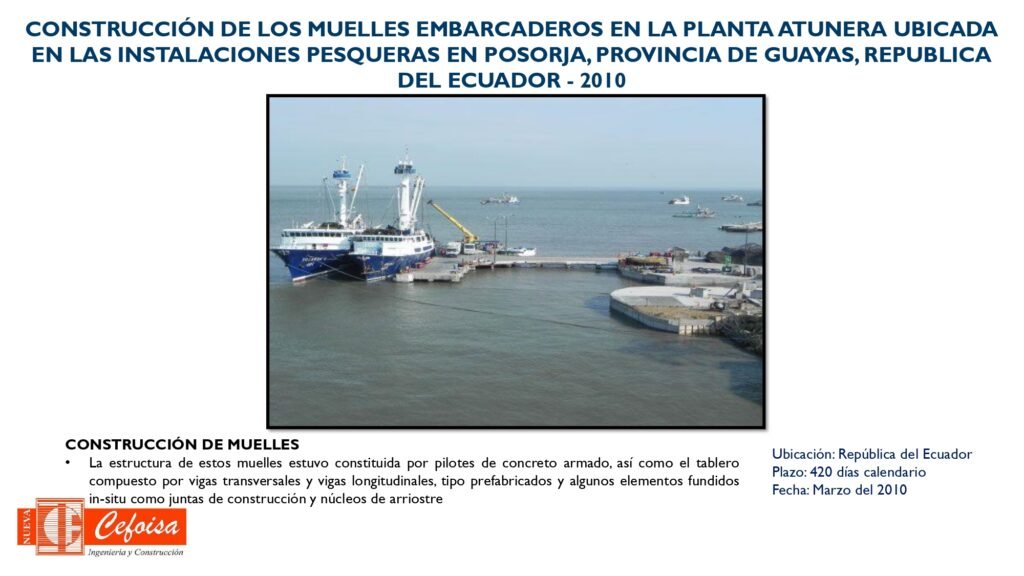 CONSTRUCCIÓN DE LOS MUELLES EMBARCADEROS EN LA PLANTA ATUNERA UBICADA
EN LAS INSTALACIONES PESQUERAS EN POSORJA, PROVINCIA DE GUAYAS, REPUBLICA
DEL ECUADOR - 2010
CONSTRUCCIÓN DE MUELLES
• La estructura de estos muelles estuvo constituida por pilotes de concreto armado, así como el tablero
compuesto por vigas transversales y vigas longitudinales, tipo prefabricados y algunos elementos fundidos
in-situ como juntas de construcción y núcleos de arriostre
Ubicación: Repúblíca del Ecuador
Plazo: 420 días calendario
Fecha: Marzo del 2010
NUEVA
Cefoisa
Ingeniería y Construcción